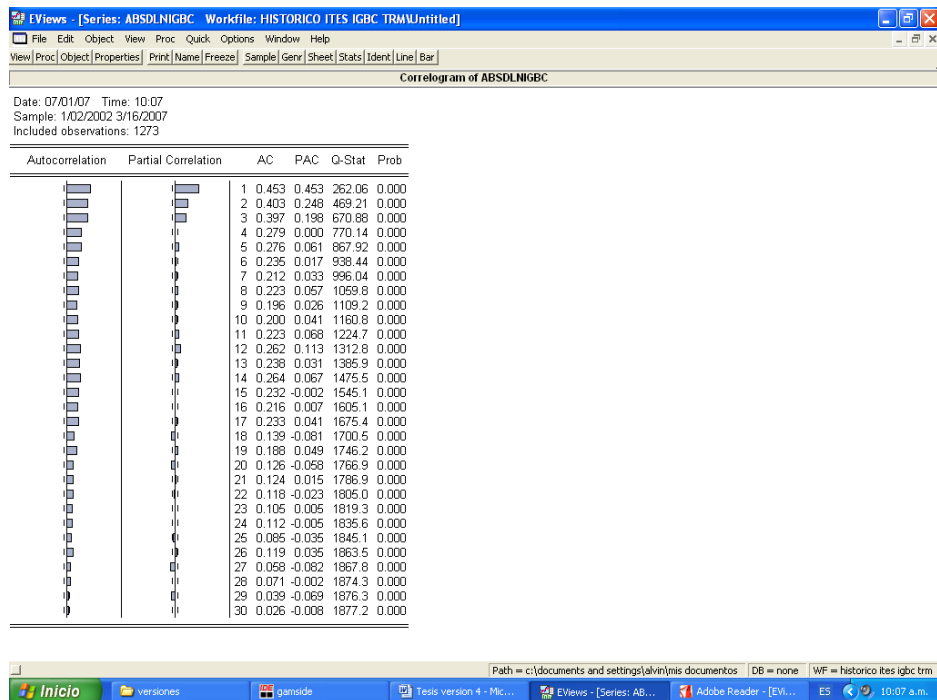 EViews - [Series: ABSDLNIGBC Workfile: HISTORICO ITES IGBC TRM\Untitled]
File Edit Object View Proc Quick Options Window Help
View Proc Object Properties Print Name Freeze Sample Genr Sheet Stats Ident Line Bar
Correlogram of ABSDLNIGBC
Date: 07/01/07 Time: 10:07
Sample: 1/02/2002 3/16/2007
Included observations: 1273
Autocorrelation Partial Correlation AC PAC Q-Stat Prob
1 0.453 0.453 262.06 0.000
2 0.403 0.248 469.21 0.000
3 0.397 0.198 670.88 0.000
4 0.279 0.000 770.14 0.000
5 0.276 0.061 867.92 0.000
6 0.235 0.017 938.44 0.000
7 0.212 0.033 996.04 0.000
8 0.223 0.057 1059.8 0.000
9 0.196 0.026 1109.2 0.000
10 0.200 0.041 1160.8 0.000
11 0.223 0.068 1224.7 0.000
12 0.262 0.113 1312.8 0.000
13 0.238 0.031 1385.9 0.000
14 0.264 0.067 1475.5 0.000
15 0.232 -0.002 1545.1 0.000
16 0.216 0.007 1605.1 0.000
17 0.233 0.041 1675.4 0.000
18 0.139 -0.081 1700.5 0.000
19 0.188 0.049 1746.2 0.000
20 0.126 -0.058 1766.9 0.000
21 0.124 0.015 1786.9 0.000
22 0.118 -0.023 1805.0 0.000
23 0.105 0.005 1819.3 0.000
24 0.112 -0.005 1835.6 0.000
25 0.085 -0.035 1845.1 0.000
26 0.119 0.035 1863.5 0.000
27 0.058 -0.082 1867.8 0.000
28 0.071 -0.002 1874.3 0.000
29 0.039 -0.069 1876.3 0.000
30 0.026 -0.008 1877.2 0.000
Path = c:\documents and settings\alvin\mis documentos DB = none WF = historico ites igbc trm
Inicio versiones gamside Tesis version 4 - Mic... EViews - [Series: AB... Adobe Reader - [EVi... ES 10:07 a.m.